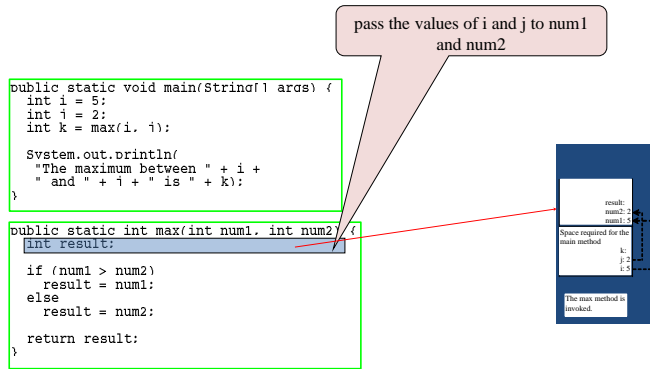 pass the values of i and j to num1
and num2
public static void main(String[] args) {
int i = 5;
int j = 2;
int k = max(i, j);
System.out.println(
"The maximum between " + i +
" and " + j + " is " + k);
}
public static int max(int num1, int num2) {
int result;
if (num1 > num2)
result = num1;
else
result = num2;
return result;
}
result:
num2: 2
num1: 5
Space required for the
main method
k:
j: 2
i: 5
The max method is
invoked.